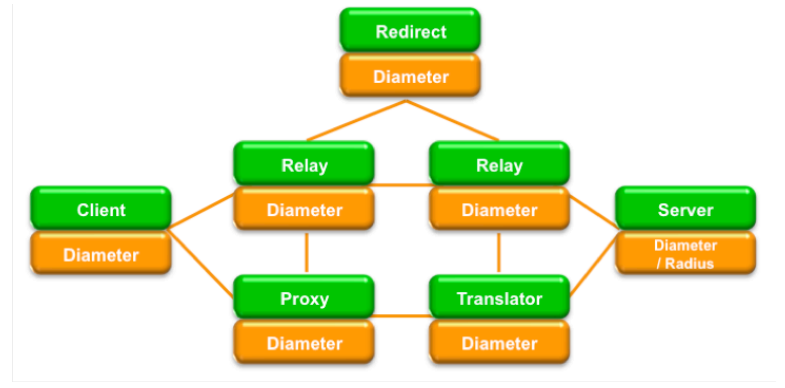 Redirect
Diameter
Relay
Diameter
Relay
Diameter
Client
Diameter
Server
Diameter
/ Radius
Proxy
Diameter
Translator
Diameter